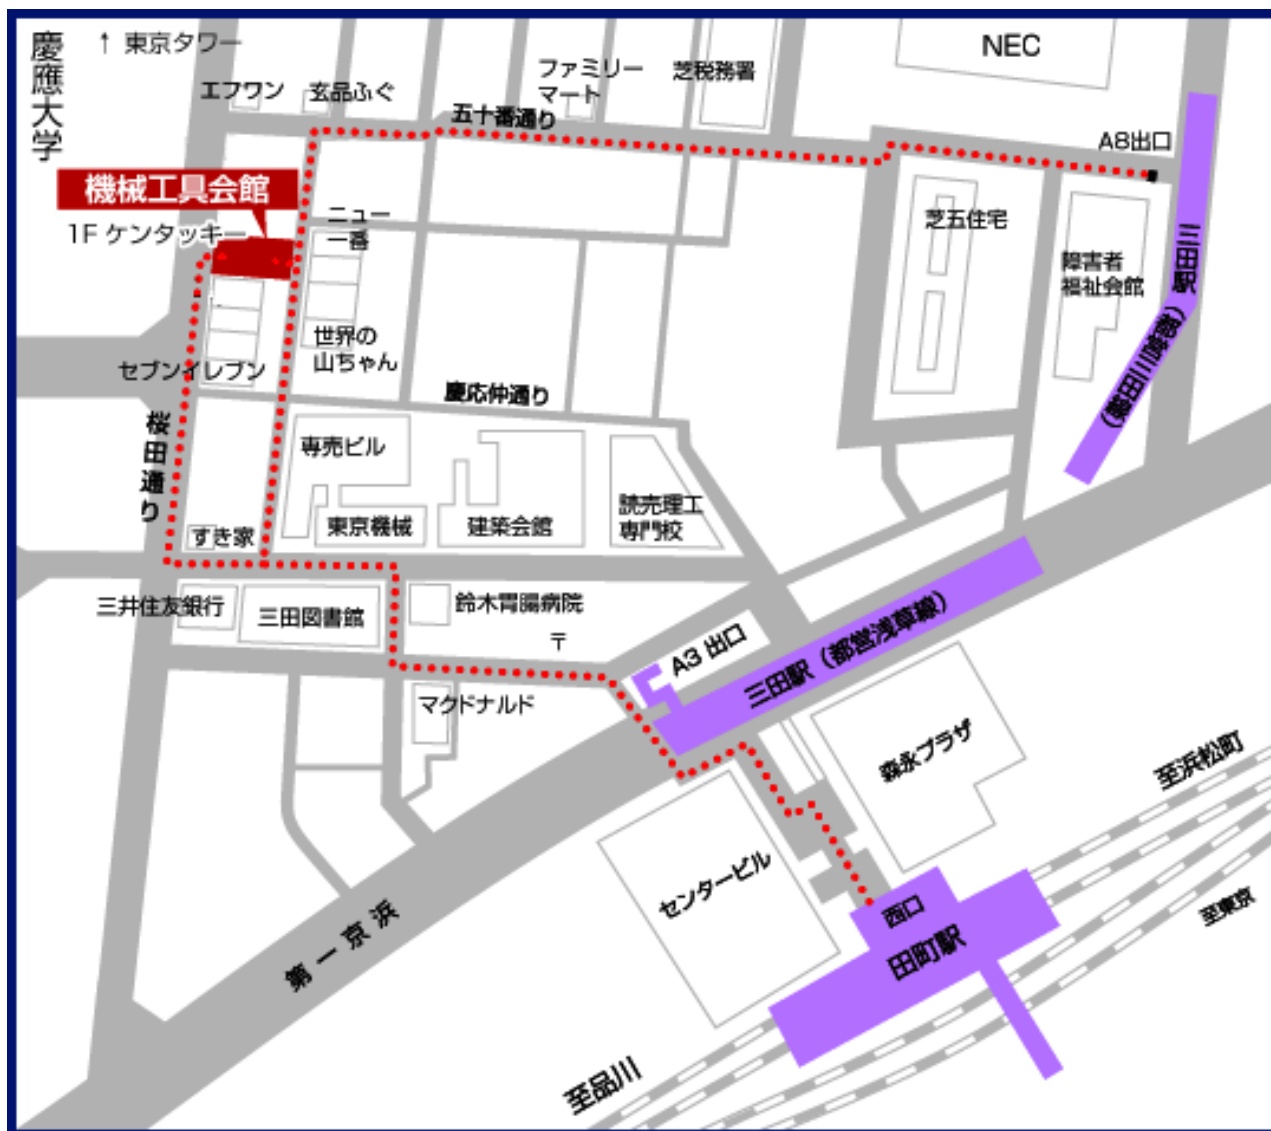 慶應大学
↑ 東京タワー
NEC
エフワン
玄品ふぐ
ファミリー
マート
芝税務署
五十番通り
A8出口
機械工具会館
1F ケンタッキー
ニュー
一番
芝五住宅
障害者
福祉会館
三田駅（都営三田線）
世界の
山ちゃん
セブンイレブン
慶応仲通り
桜田通り
専売ビル
東京機械
建築会館
読売理工
専門校
すき家
三井住友銀行
三田図書館
鈴木胃腸病院
〒
A3 出口
三田駅（都営浅草線）
マクドナルド
森永プラザ
至浜松町
センタービル
西口
田町駅
至東京
第一京浜
至品川